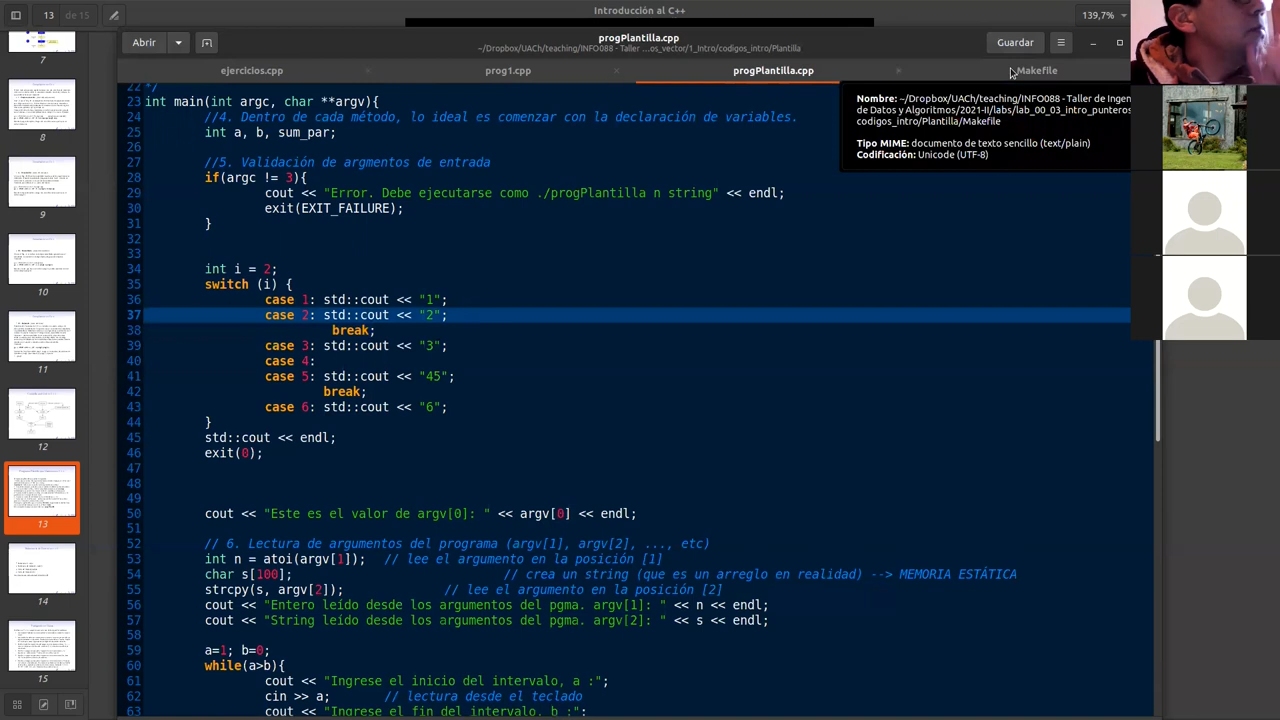 13 de 15
Introducción al C++
139,7%
Abrir
progPlantilla.cpp
~/Dropbox/UACh/teaching/INFO088 - Taller ...os_vector/1_Intro/codigos_intro/Plantilla
Guardar
ejercicios.cpp
prog1.cpp
progPlantilla.cpp
Makefile
22 */
23 int ma argc, char **argv){
24 //4. Dentro de cada método, lo ideal es comenzar con la declaración de variables.
25 int a, b, sum_par;
26
27 //5. Validación de argmentos de entrada
28 if(argc != 3){
29 cout << "Error. Debe ejecutarse como ./progPlantilla n string" << endl;
30 exit(EXIT_FAILURE);
31 }
32
33
34 int i = 2;
35 switch (i) {
36 case 1: std::cout << "1";
37 case 2: std::cout << "2";
38 break;
39 case 3: std::cout << "3";
40 case 4:
41 case 5: std::cout << "45";
42 break;
43 case 6: std::cout << "6";
44 }
45 std::cout << endl;
46 exit(0);
47
48
49
50 cout << "Este es el valor de argv[0]: " << argv[0] << endl;
51
52 // 6. Lectura de argumentos del programa (argv[1], argv[2], ..., etc)
53 int n = atoi(argv[1]); // lee el argumento en la posición [1]
54 char s[100]; // crea un string (que es un arreglo en realidad) --> MEMORIA ESTÁTICA
55 strcpy(s, argv[2]); // lee el argumento en la posición [2]
56 cout << "Entero leído desde los argumentos del pgma. argv[1]: " << n << endl;
57 cout << "String leído desde los argumentos del pgma. argv[2]: " << s << endl;
58
59 a=1, b=0;
60 while(a>b){
61 cout << "Ingrese el inicio del intervalo, a :";
62 cin >> a; // lectura desde el teclado
63 cout << "Ingrese el fin del intervalo, b :";
Nombre: ~/Dropbox/UACh/teaching/INFO088 - Taller de Ingen
de Datos y Algoritmos/2021-II/labs/lab_00_03_intro_punteros
codigos_intro/Plantilla/Makefile
Tipo MIME: documento de texto sencillo (text/plain)
Codificación: Unicode (UTF-8)
7
8
9
10
11
12
13
14
15